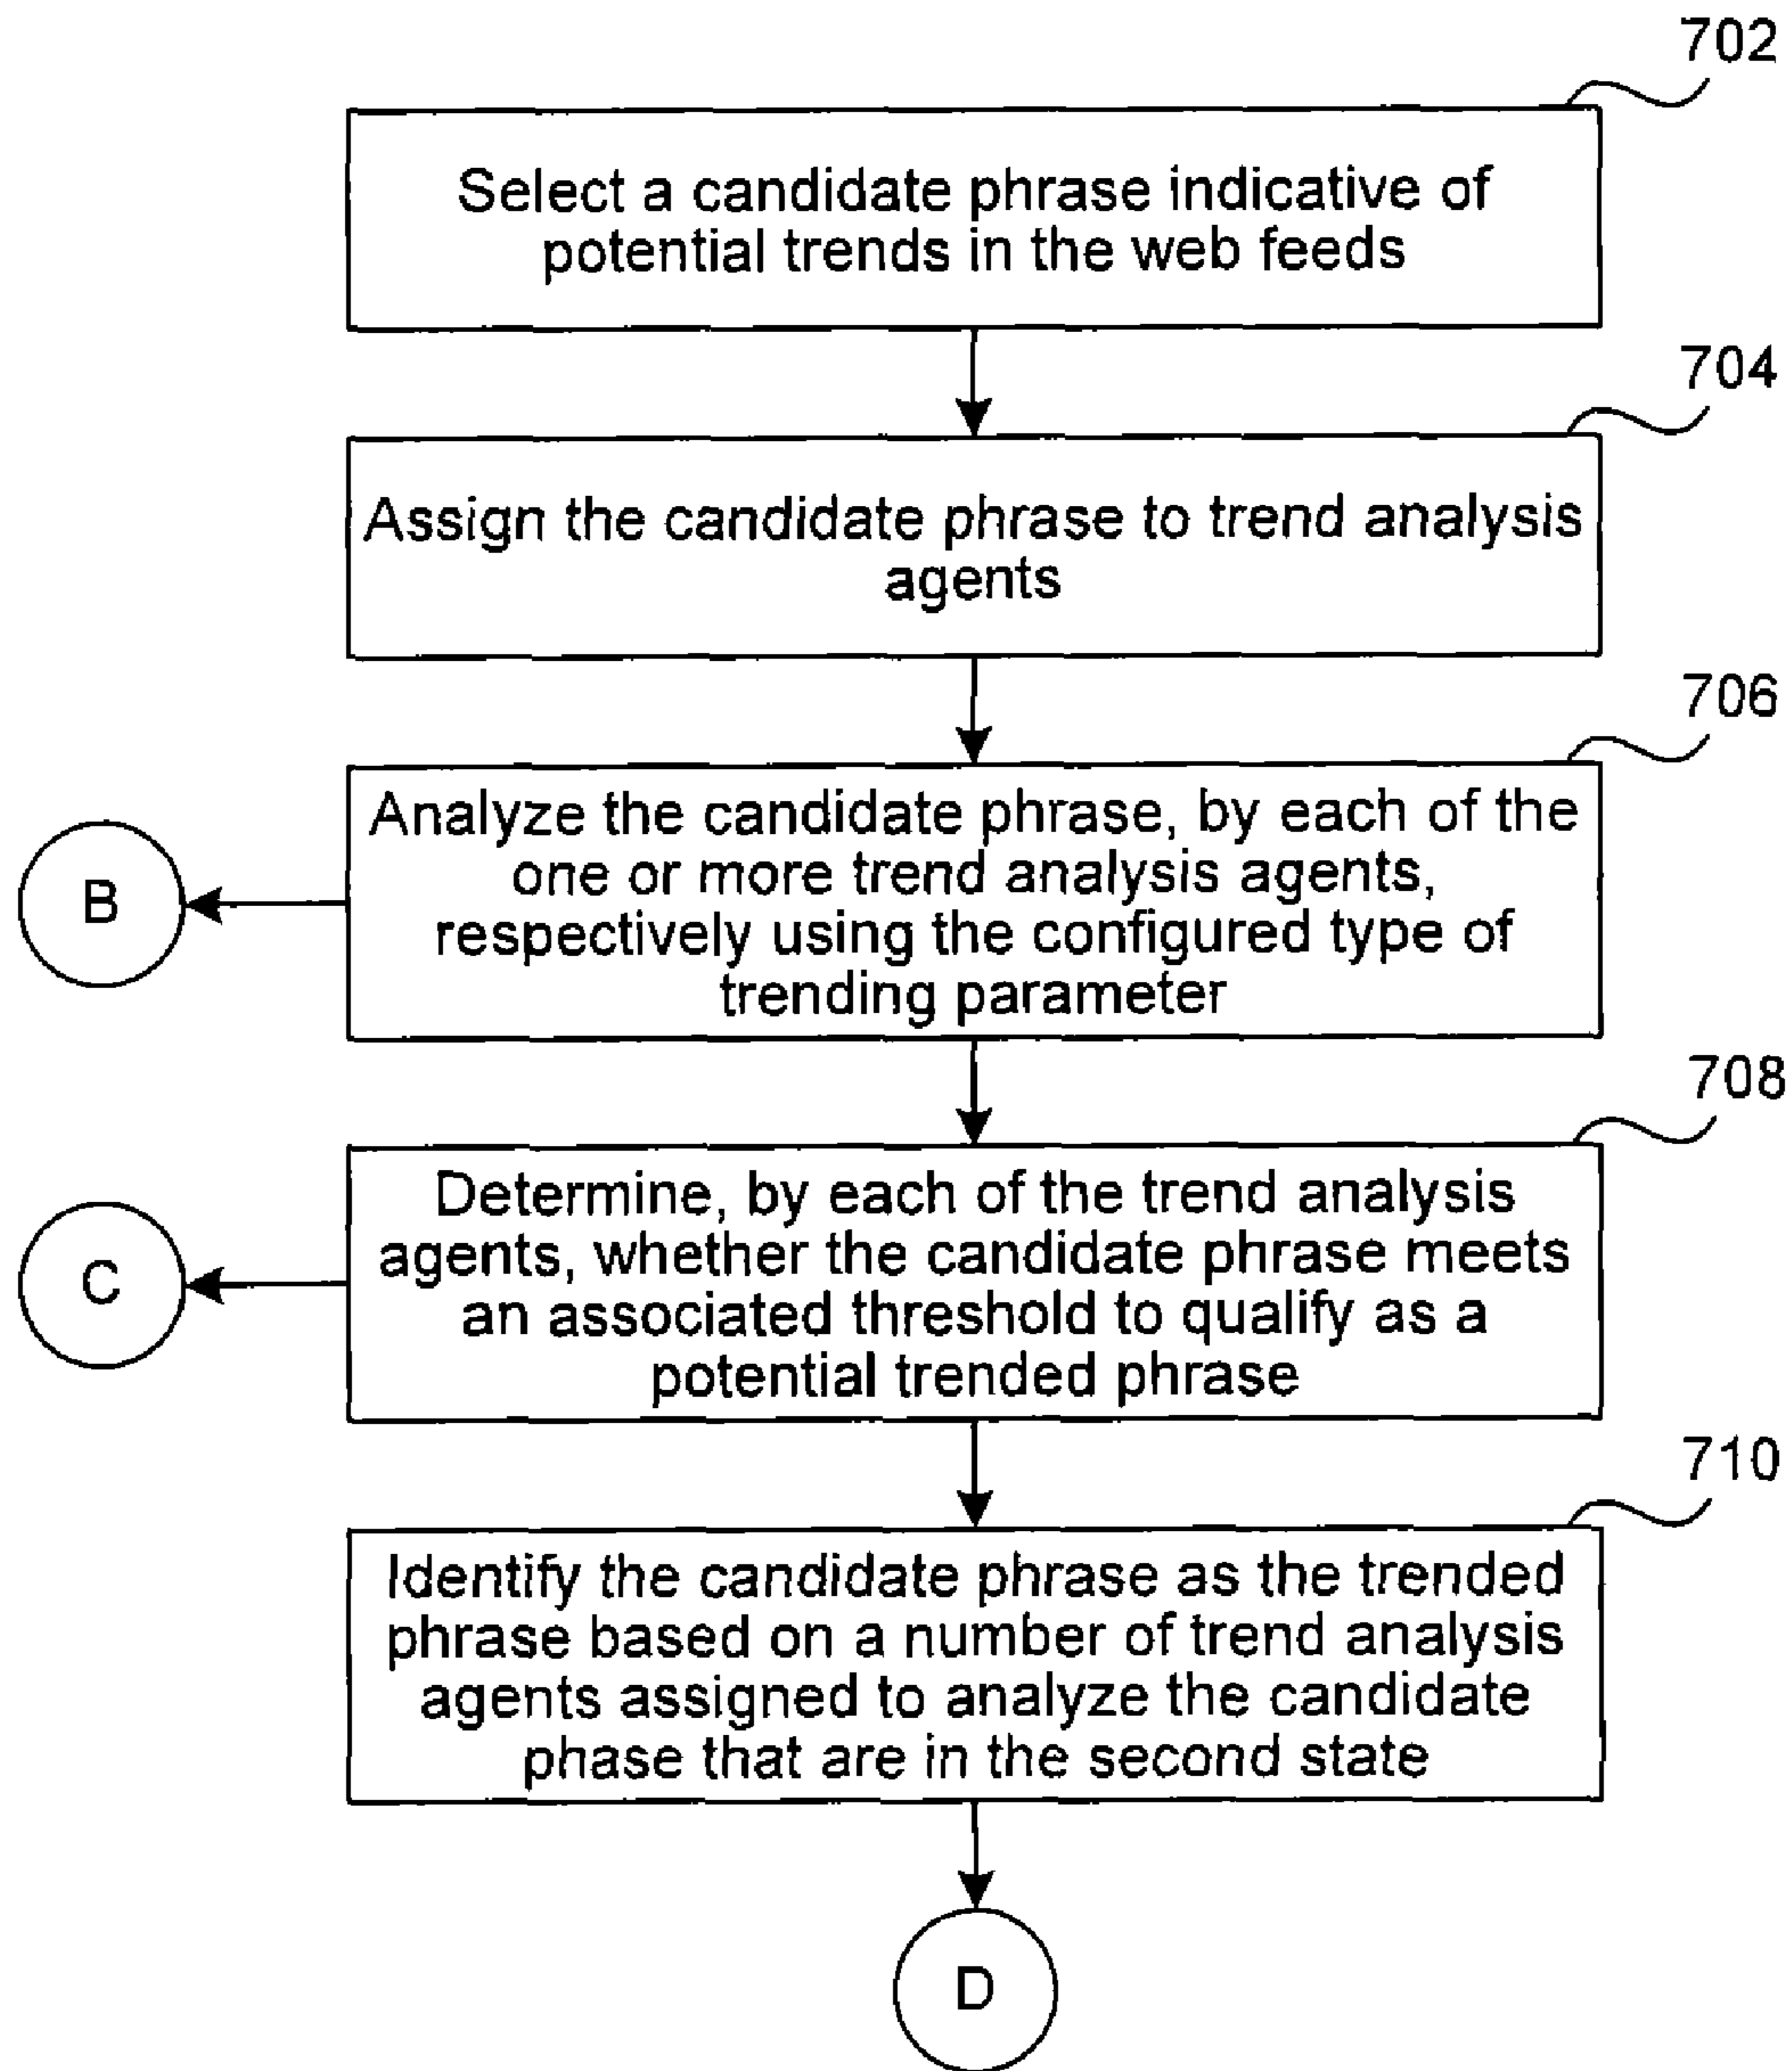 702
Select a candidate phrase indicative of
potential trends in the web feeds
704
Assign the candidate phrase to trend analysis
agents
706
Analyze the candidate phrase, by each of the
one or more trend analysis agents,
respectively using the configured type of
trending parameter
B
708
Determine, by each of the trend analysis
agents, whether the candidate phrase meets
an associated threshold to qualify as a
potential trended phrase
C
710
Identify the candidate phrase as the trended
phrase based on a number of trend analysis
agents assigned to analyze the candidate
phase that are in the second state
D